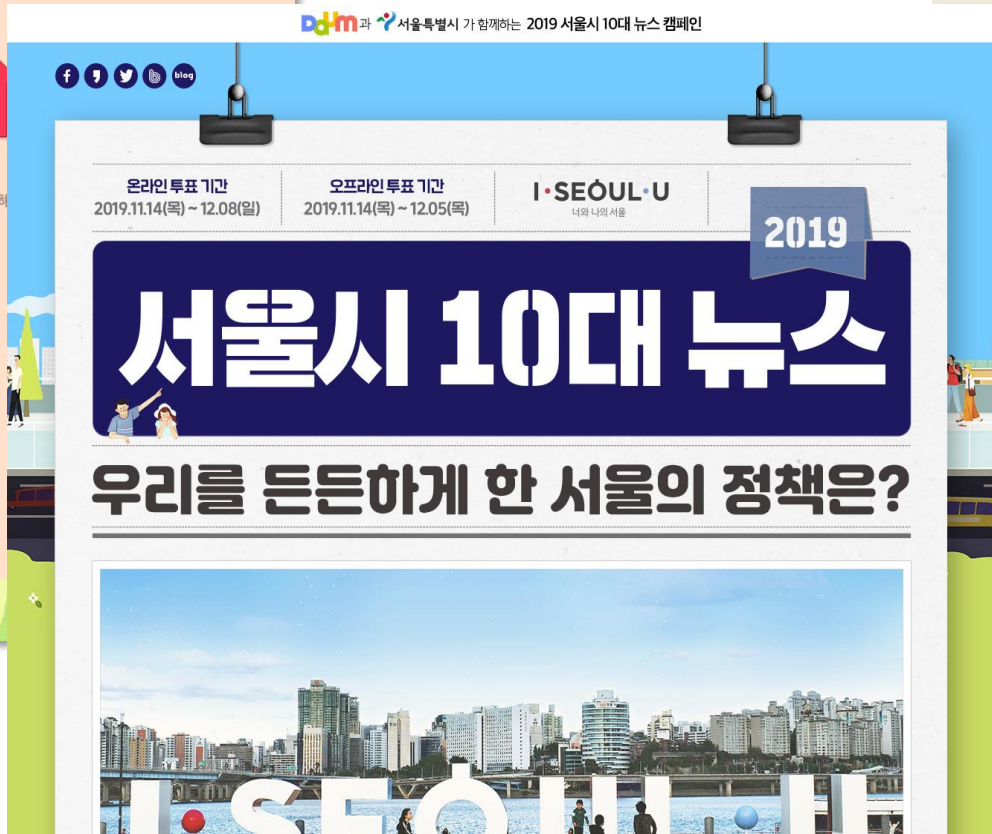 Daum과 서울특별시 가 함께하는 2019 서울시 10대 뉴스 캠페인
blog
온라인 투표 기간
2019.11.14(목) ~ 12.08(일)
오프라인 투표 기간
2019.11.14(목) ~ 12.05(목)
I·SEOUL·U
너와 나의 서울
2019
서울시 10대 뉴스
우리를 든든하게 한 서울의 정책은?
I·SEOUL·U